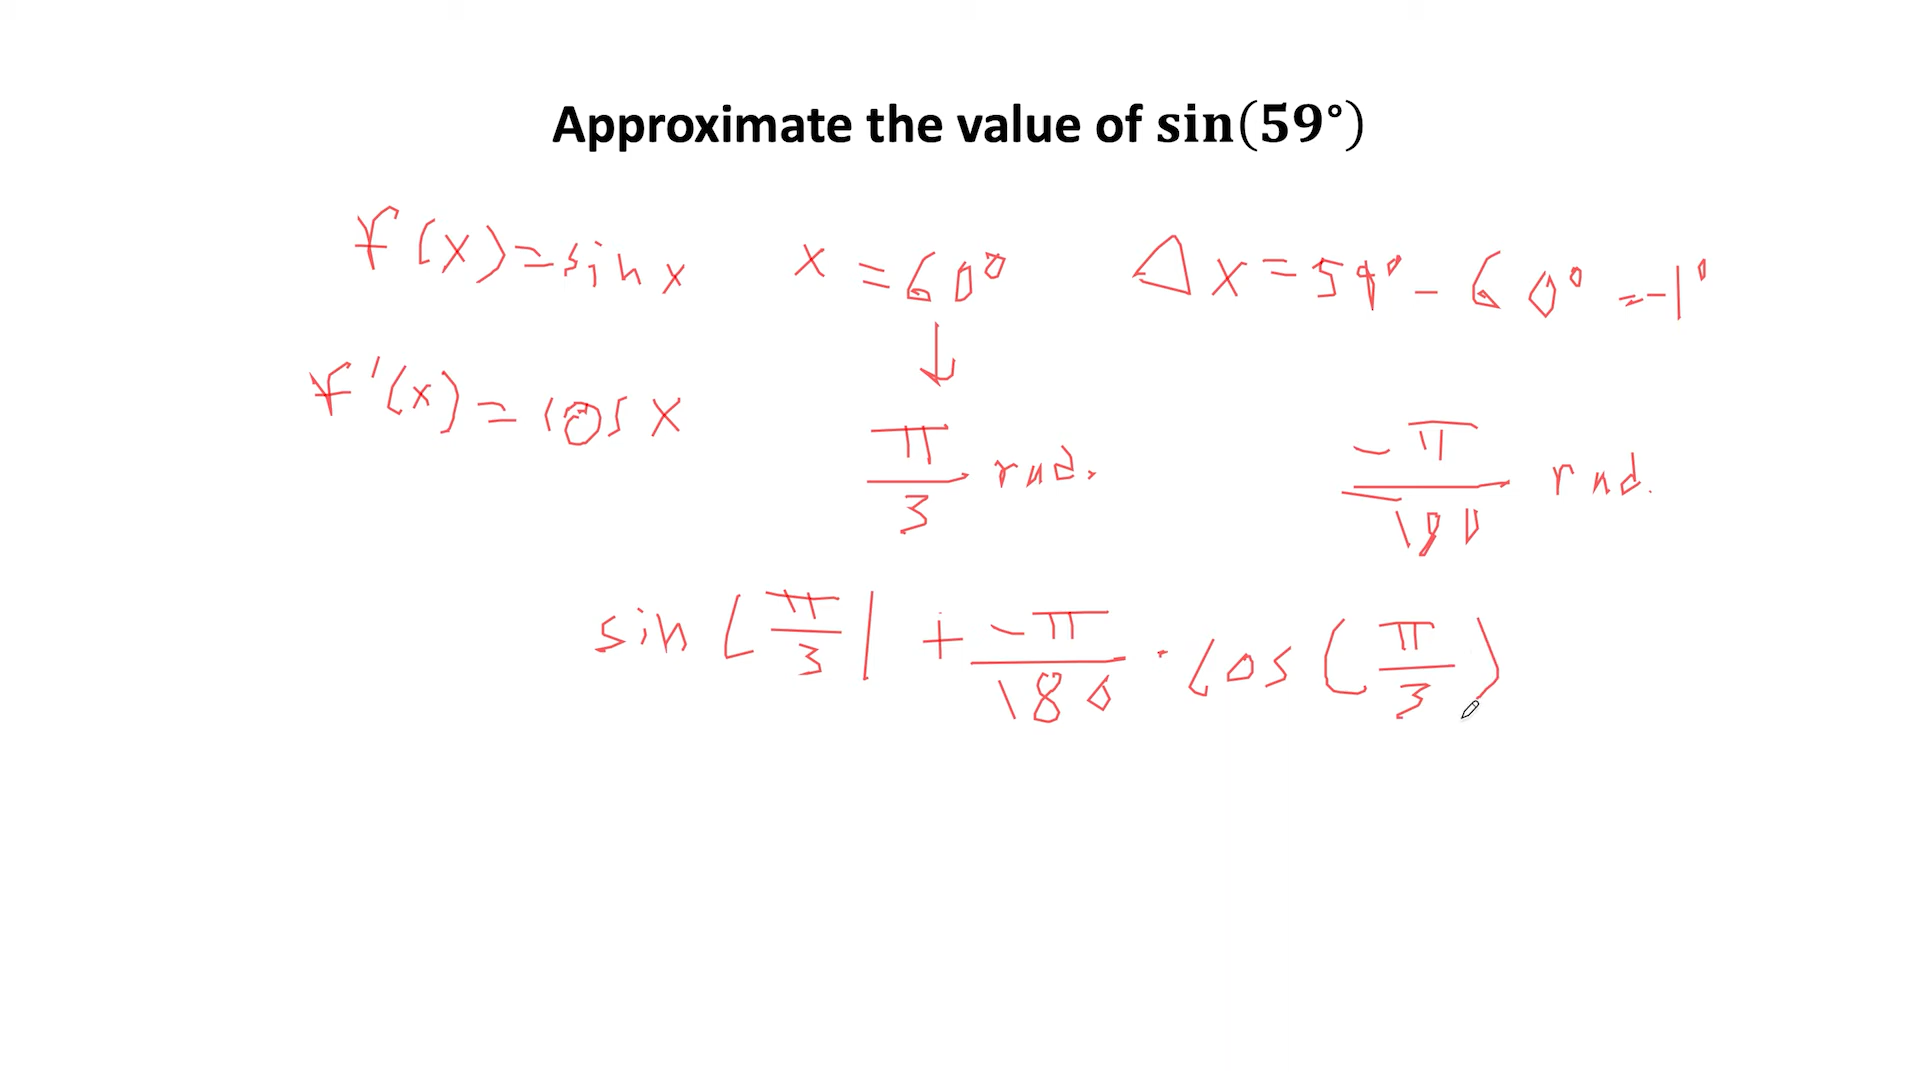 Approximate the value of sin(59°)
f(x)=sin x x = 60° Δx = 59° - 60° = -1°
↓
f'(x) = cos x π/3 rad. -π/180 rad.
sin(π/3) + -π/180 · cos(π/3)